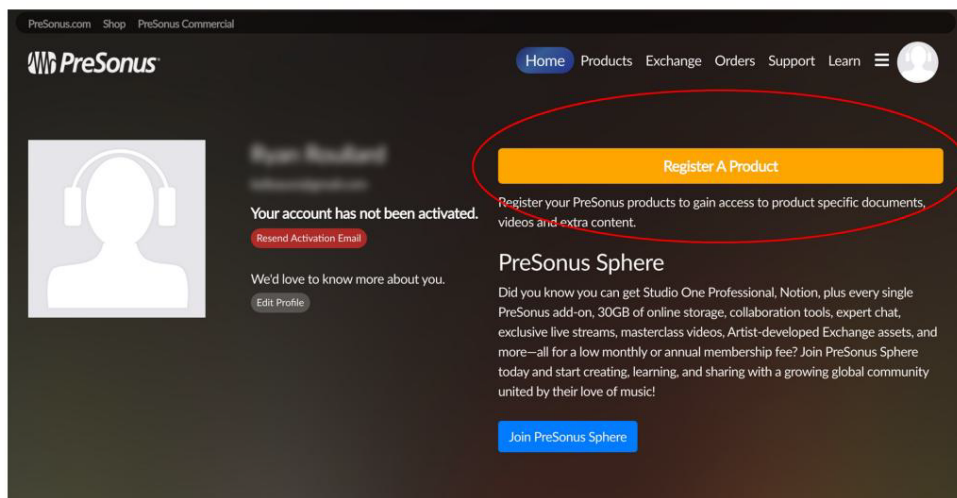 PreSonus.com Shop PreSonus Commercial
PreSonus
Home Products Exchange Orders Support Learn
Register A Product
Register your PreSonus products to gain access to product specific documents,
videos and extra content.
Your account has not been activated.
Resend Activation Email
We'd love to know more about you.
Edit Profile
PreSonus Sphere
Did you know you can get Studio One Professional, Notion, plus every single
PreSonus add-on, 30GB of online storage, collaboration tools, expert chat,
exclusive live streams, masterclass videos, Artist-developed Exchange assets, and
more—all for a low monthly or annual membership fee? Join PreSonus Sphere
today and start creating, learning, and sharing with a growing global community
united by their love of music!
Join PreSonus Sphere